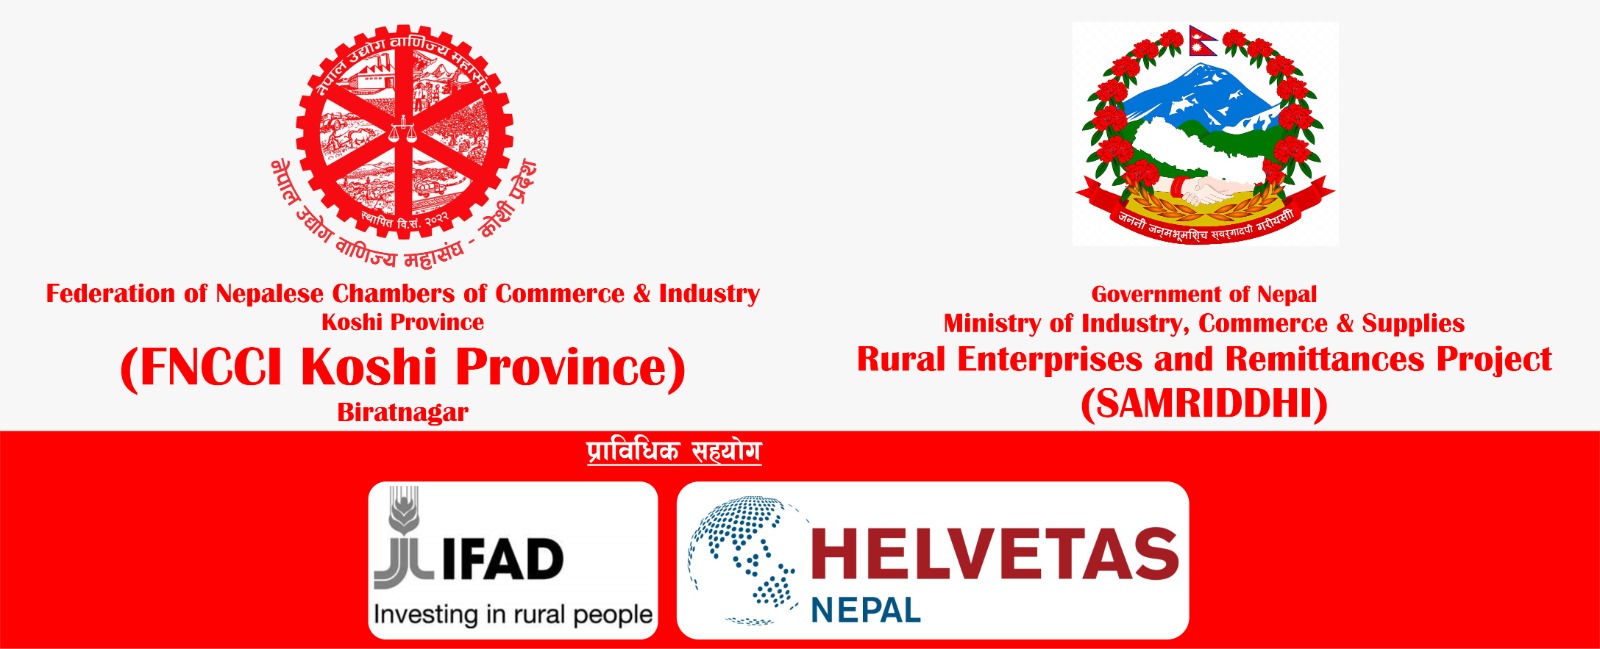 नेपाल उद्योग वाणिज्य महासंघ
स्थापित वि.सं. २०२२
नेपाल उद्योग वाणिज्य महासंघ - कोशी प्रदेश
Federation of Nepalese Chambers of Commerce & Industry
Koshi Province
(FNCCI Koshi Province)
Biratnagar
जननी जन्मभूमिश्च स्वर्गादपी गरीयसी
Government of Nepal
Ministry of Industry, Commerce & Supplies
Rural Enterprises and Remittances Project
(SAMRIDDHI)
प्राविधिक सहयोग
IFAD
Investing in rural people
HELVETAS
NEPAL